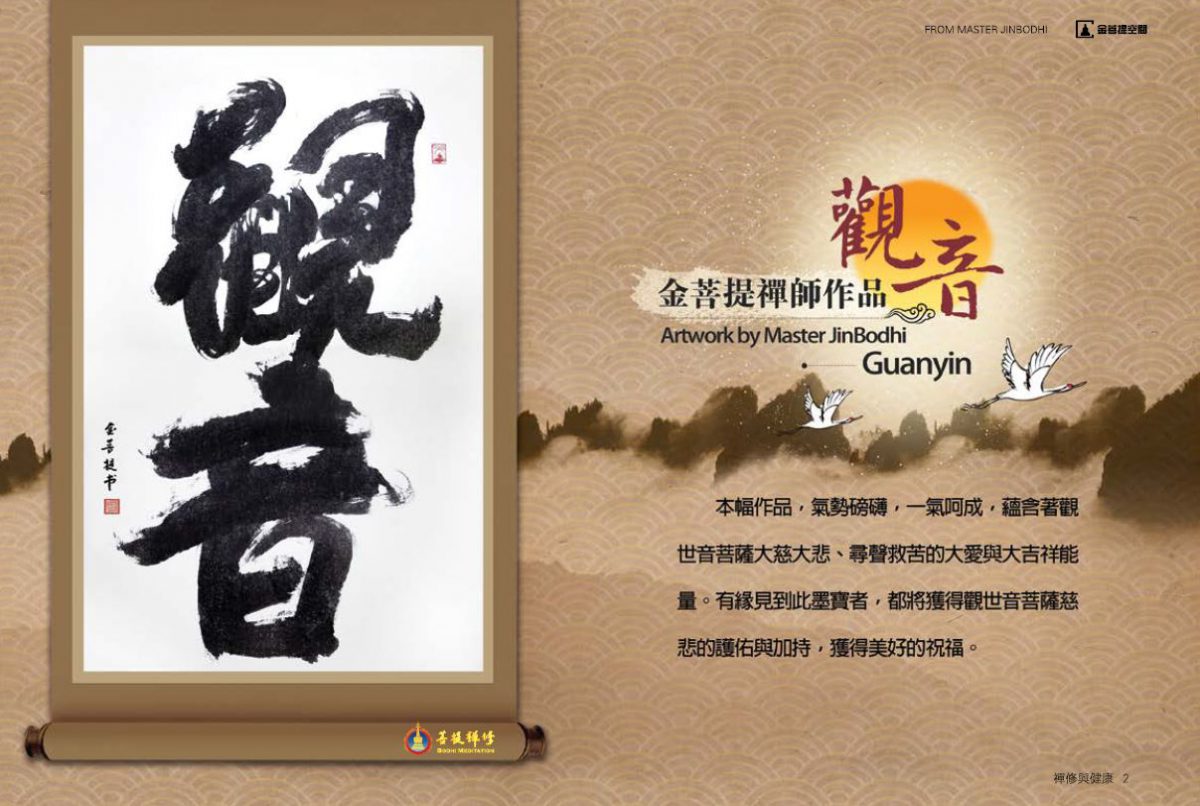 FROM MASTER JINBODHI
金菩提空間
觀音
金菩提书
觀音
金菩提禪師作品
Artwork by Master JinBodhi
Guanyin
本幅作品，氣勢磅礴，一氣呵成，蘊含著觀
世音菩薩大慈大悲、尋聲救苦的大愛與大吉祥能
量。有緣見到此墨寶者，都將獲得觀世音菩薩慈
悲的護佑與加持，獲得美好的祝福。
菩提禪修
BODHI MEDITATION
禪修與健康 2